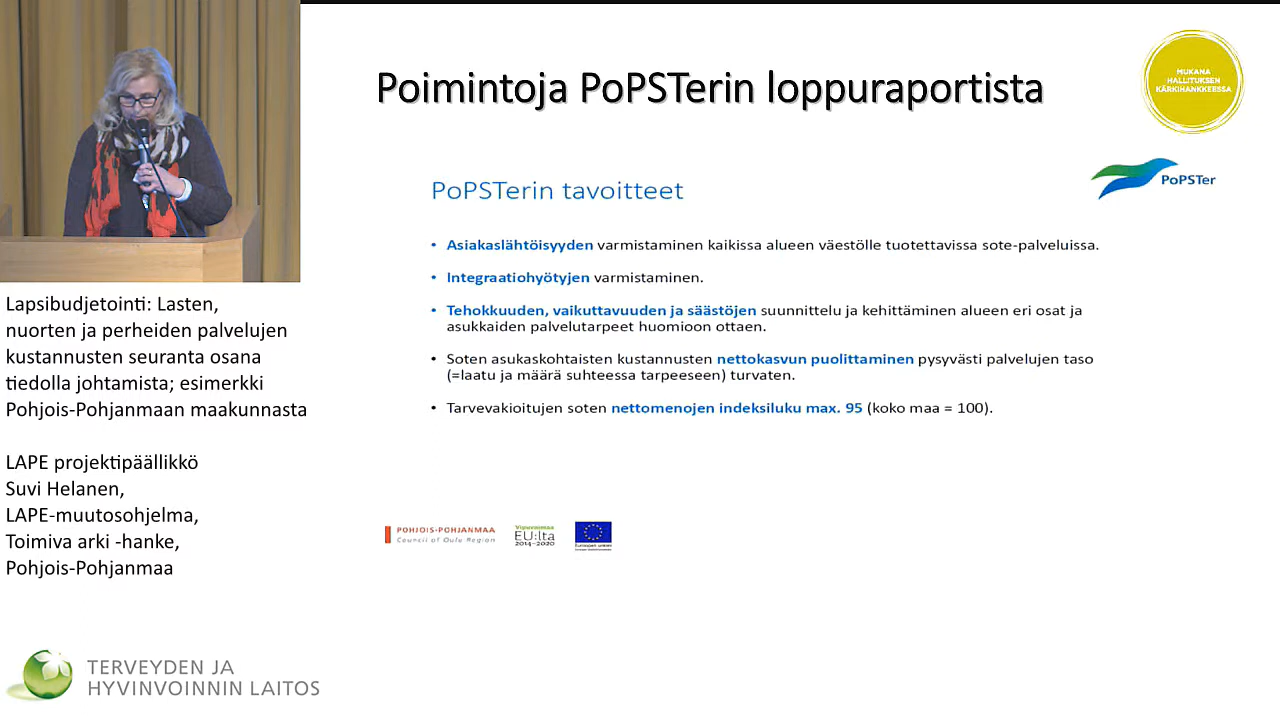 Poimintoja PoPSTerin loppuraportista
MUKANA
HALLITUKSEN
KÄRKIHANKKEESSA
PoPSTerin tavoitteet
PoPSTer
• Asiakaslähtöisyyden varmistaminen kaikissa alueen väestölle tuotettavissa sote-palveluissa.
• Integraatiohyötyjen varmistaminen.
• Tehokkuuden, vaikuttavuuden ja säästöjen suunnittelu ja kehittäminen alueen eri osat ja
asukkaiden palvelutarpeet huomioon ottaen.
• Soten asukaskohtaisten kustannusten nettokasvun puolittaminen pysyvästi palvelujen taso
(=laatu ja määrä suhteessa tarpeeseen) turvaten.
• Tarvevakioitujen soten nettomenojen indeksiluku max. 95 (koko maa = 100).
Lapsibudjetointi: Lasten,
nuorten ja perheiden palvelujen
kustannusten seuranta osana
tiedolla johtamista; esimerkki
Pohjois-Pohjanmaan maakunnasta
LAPE projektipäällikkö
Suvi Helanen,
LAPE-muutosohjelma,
Toimiva arki -hanke,
Pohjois-Pohjanmaa
POHJOIS-POHJANMAA
Council of Oulu Region
Vipuvoimaa
EU:lta
2014–2020
Euroopan unioni
TERVEYDEN JA
HYVINVOINNIN LAITOS